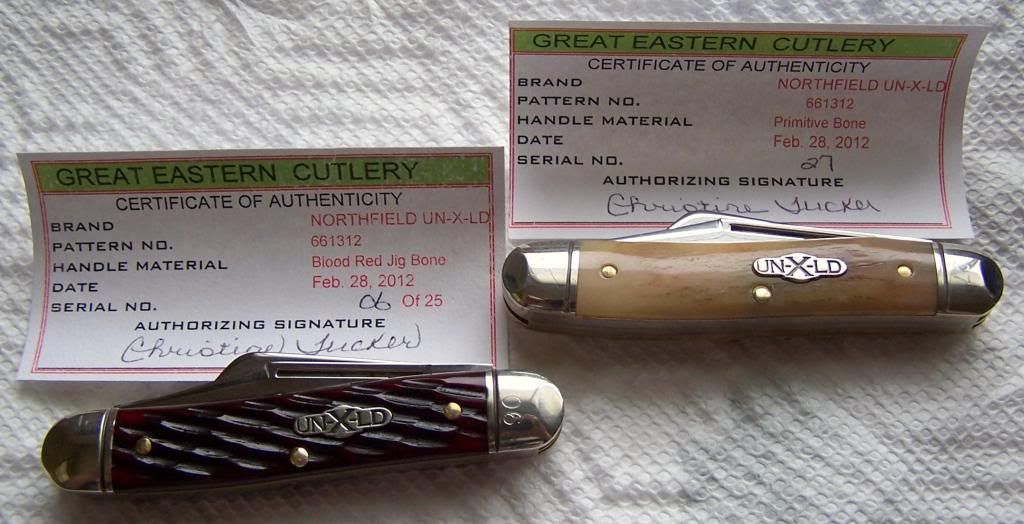 GREAT EASTERN CUTLERY
CERTIFICATE OF AUTHENTICITY
BRAND NORTHFIELD UN-X-LD
PATTERN NO. 661312
HANDLE MATERIAL Blood Red Jig Bone
DATE Feb. 28, 2012
SERIAL NO. 06 Of 25
AUTHORIZING SIGNATURE
Christine Tucker
UN-X-LD
06
GREAT EASTERN CUTLERY
CERTIFICATE OF AUTHENTICITY
BRAND NORTHFIELD UN-X-LD
PATTERN NO. 661312
HANDLE MATERIAL Primitive Bone
DATE Feb. 28, 2012
SERIAL NO. 27
AUTHORIZING SIGNATURE
Christine Tucker
UN-X-LD